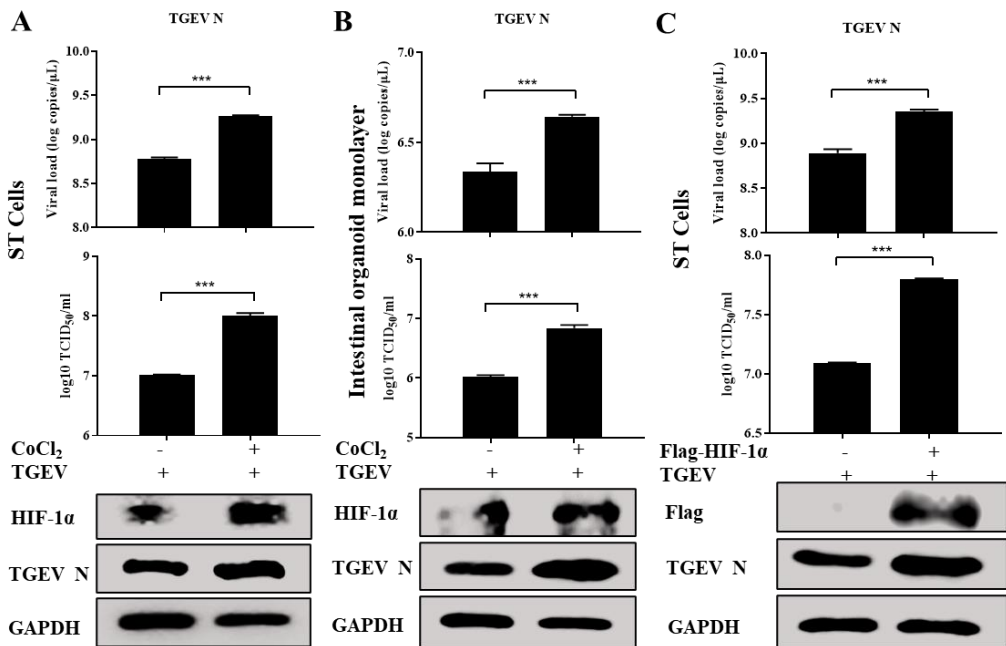 A
TGEV N
ST Cells
Viral load (log copies/μL)
10.0
9.5
9.0
8.5
8.0
***
log10 TCID50/ml
9
8
7
6
***
CoCl2 - +
TGEV + +
HIF-1α
TGEV N
GAPDH
B
Intestinal organoid monolayer
Viral load (log copies/μL)
7.0
6.5
6.0
***
log10 TCID50/ml
8
7
6
5
***
CoCl2 - +
TGEV + +
HIF-1α
TGEV N
GAPDH
C
TGEV N
ST Cells
Viral load (log copies/μL)
10.0
9.5
9.0
8.5
8.0
***
log10 TCID50/ml
8.0
7.5
7.0
6.5
***
Flag-HIF-1α - +
TGEV + +
Flag
TGEV N
GAPDH